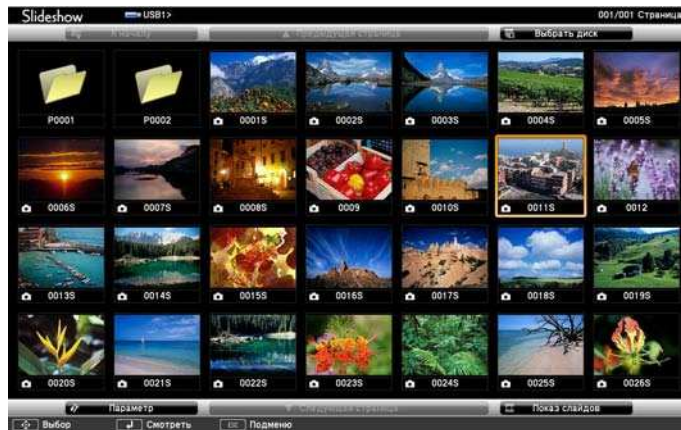 Slideshow USB1> 001/001 Страница
К началу Предыдущая страница Выбрать диск
P0001 P0002 0001S 0002S 0003S 0004S 0005S
0006S 0007S 0008S 0009 0010S 0011S 0012
0013S 0014S 0015S 0016S 0017S 0018S 0019S
0020S 0021S 0022S 0023S 0024S 0025S 0026S
Параметр Следующая страница Показ слайдов
Выбор Смотреть ESC Подменю